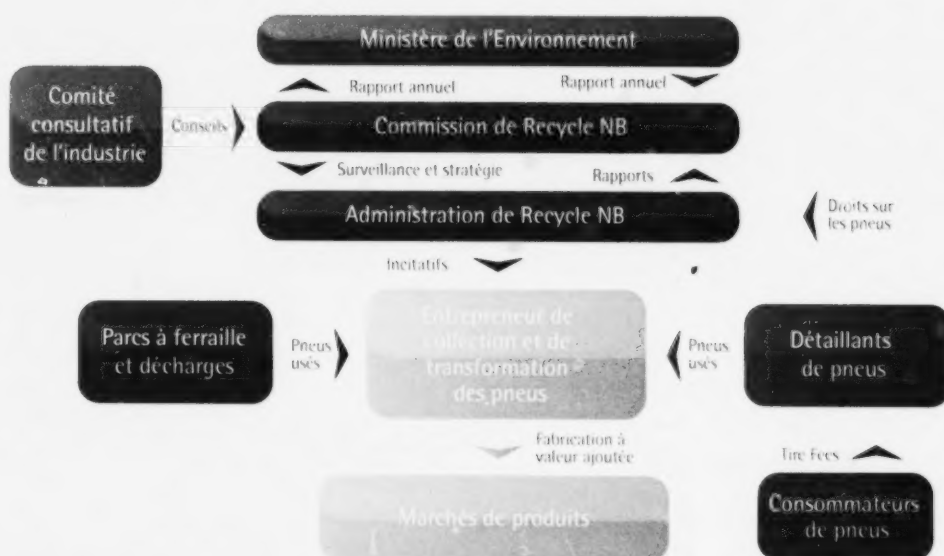 Ministère de l'Environnement
Rapport annuel
Rapport annuel
Comité
consultatif
de l'industrie
Conseils
Commission de Recycle NB
Surveillance et stratégie
Rapports
Administration de Recycle NB
Droits sur
les pneus
Incitatifs
Parcs à ferraille
et décharges
Pneus
usés
Entrepreneur de
collection et de
transformation
des pneus
Pneus
usés
Détaillants
de pneus
Fabrication à
valeur ajoutée
Tire Fees
Marchés de produits
Consommateurs
de pneus